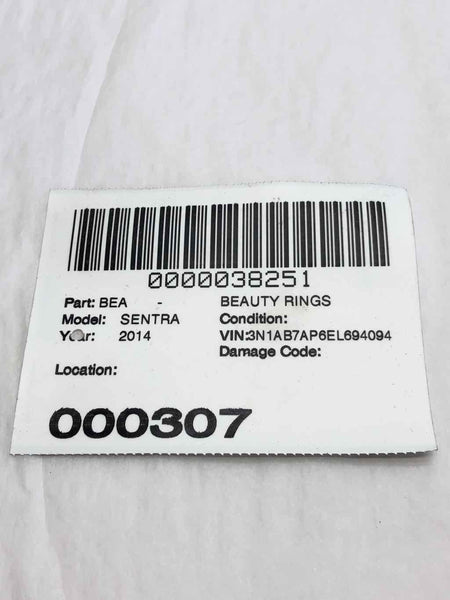 0000038251
Part: BEA - BEAUTY RINGS
Model: SENTRA Condition:
Year: 2014 VIN:3N1AB7AP6EL694094
Damage Code:
Location:
000307